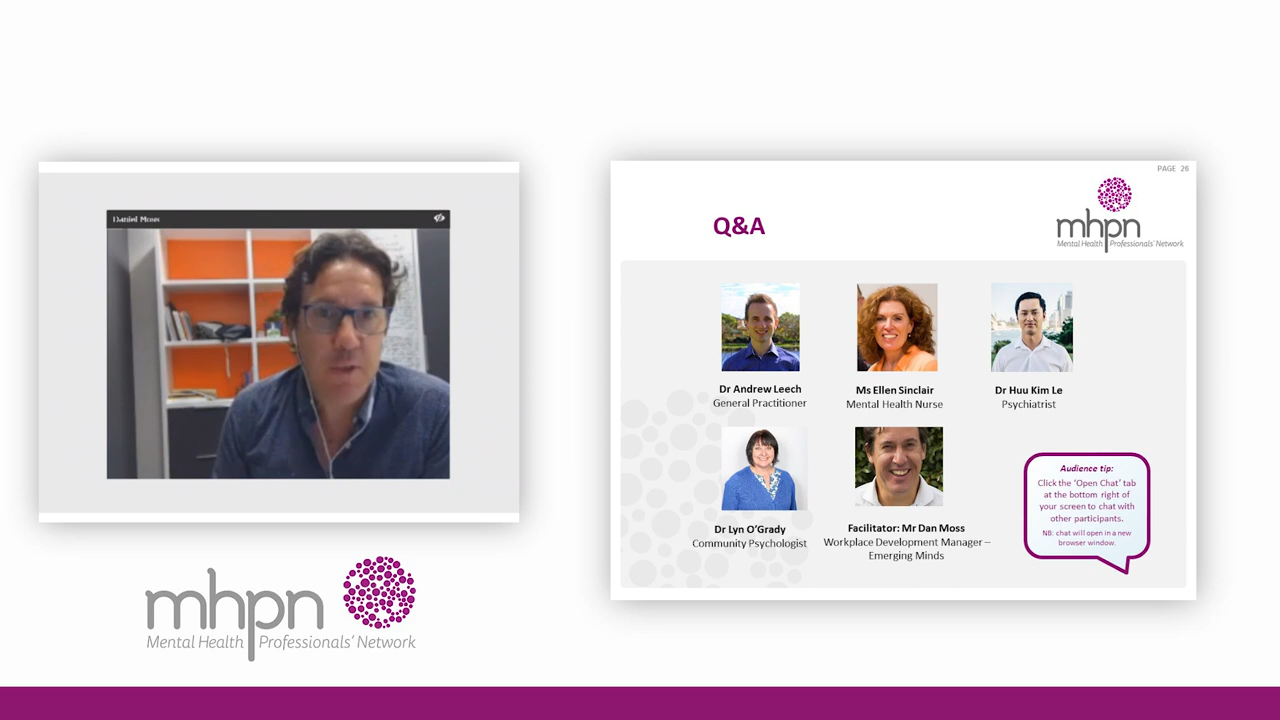 Daniel Moss
mhpn
Mental Health Professionals' Network
PAGE 26
Q&A
mhpn
Mental Health Professionals' Network
Dr Andrew Leech
General Practitioner
Ms Ellen Sinclair
Mental Health Nurse
Dr Huu Kim Le
Psychiatrist
Dr Lyn O'Grady
Community Psychologist
Facilitator: Mr Dan Moss
Workplace Development Manager –
Emerging Minds
Audience tip:
Click the 'Open Chat' tab
at the bottom right of
your screen to chat with
other participants.
NB: chat will open in a new
browser window.